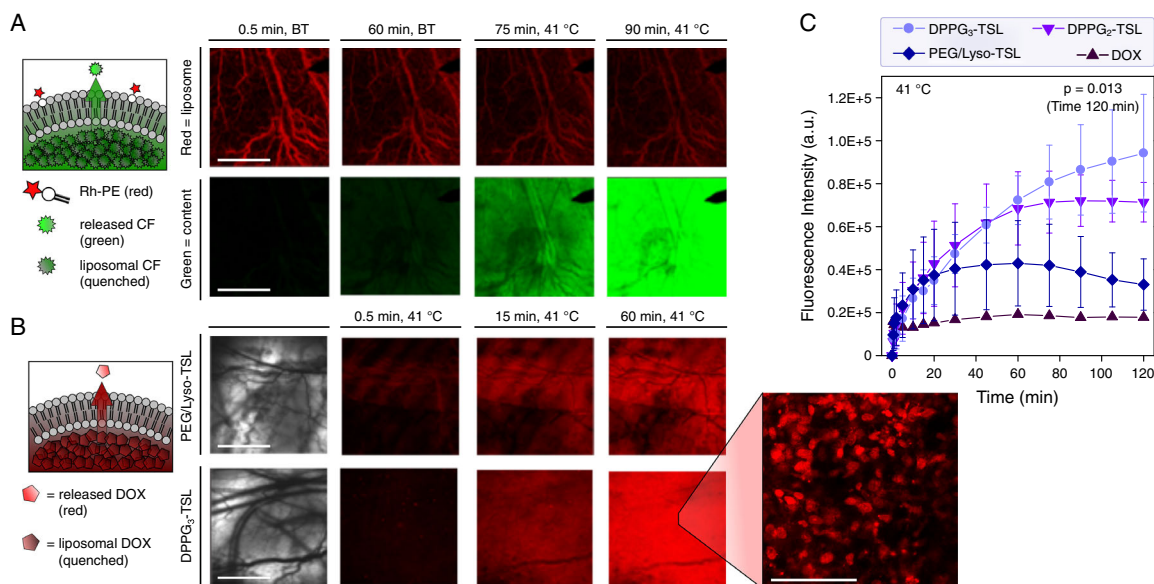 A
0.5 min, BT
60 min, BT
75 min, 41 °C
90 min, 41 °C
Red = liposome
Green = content
Rh-PE (red)
released CF
(green)
liposomal CF
(quenched)
B
0.5 min, 41 °C
15 min, 41 °C
60 min, 41 °C
PEG/Lyso-TSL
DPPG₃-TSL
= released DOX
(red)
= liposomal DOX
(quenched)
C
DPPG₃-TSL
DPPG₂-TSL
PEG/Lyso-TSL
DOX
41 °C
p = 0.013
(Time 120 min)
Fluorescence Intensity (a.u.)
1.2E+5
1.0E+5
0.8E+5
0.6E+5
0.4E+5
0.2E+5
0
0 20 40 60 80 100 120
Time (min)